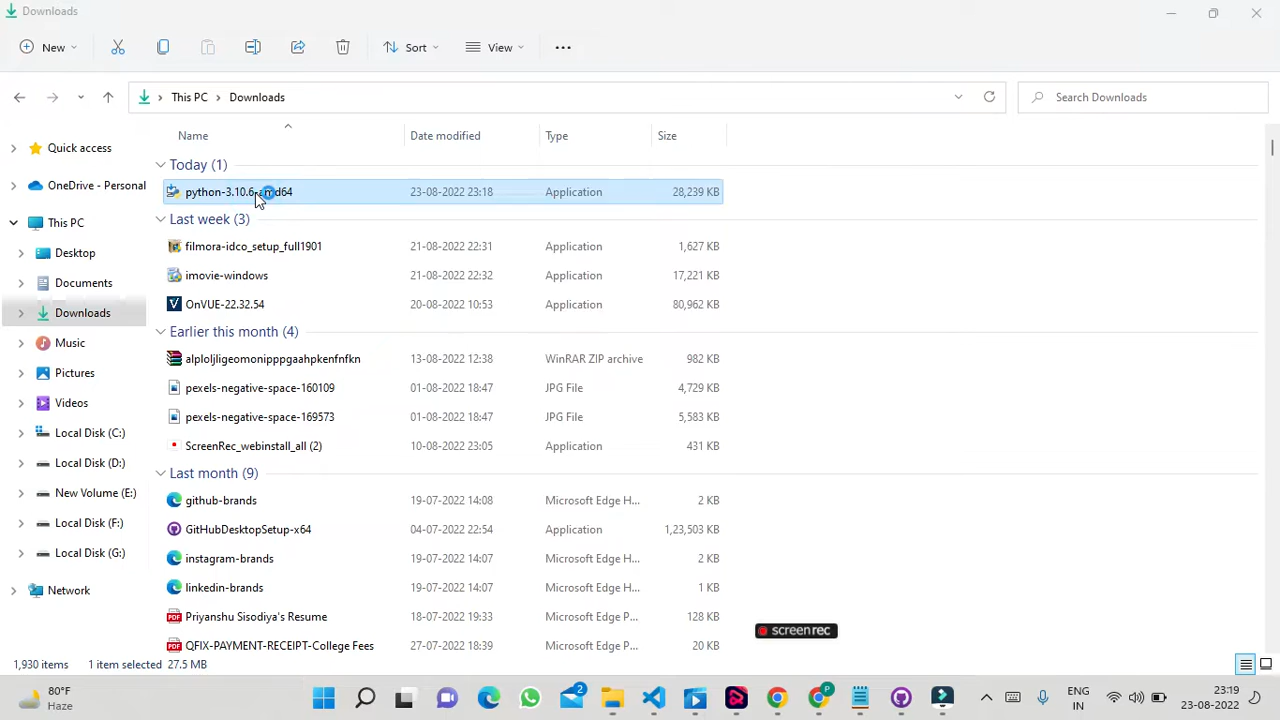 Downloads
New
Sort
View
This PC > Downloads
Search Downloads
Name Date modified Type Size
Quick access
OneDrive - Personal
This PC
Desktop
Documents
Downloads
Music
Pictures
Videos
Local Disk (C:)
Local Disk (D:)
New Volume (E:)
Local Disk (F:)
Local Disk (G:)
Network
Today (1)
python-3.10.6-amd64 23-08-2022 23:18 Application 28,239 KB
Last week (3)
filmora-idco_setup_full1901 21-08-2022 22:31 Application 1,627 KB
imovie-windows 21-08-2022 22:32 Application 17,221 KB
OnVUE-22.32.54 20-08-2022 10:53 Application 80,962 KB
Earlier this month (4)
alploljligeomonipppgaahpkenfnfkn 13-08-2022 12:38 WinRAR ZIP archive 982 KB
pexels-negative-space-160109 01-08-2022 18:47 JPG File 4,729 KB
pexels-negative-space-169573 01-08-2022 18:47 JPG File 5,583 KB
ScreenRec_webinstall_all (2) 10-08-2022 23:05 Application 431 KB
Last month (9)
github-brands 19-07-2022 14:08 Microsoft Edge H... 2 KB
GitHubDesktopSetup-x64 04-07-2022 22:54 Application 1,23,503 KB
instagram-brands 19-07-2022 14:07 Microsoft Edge H... 2 KB
linkedin-brands 19-07-2022 14:07 Microsoft Edge H... 1 KB
Priyanshu Sisodiya's Resume 18-07-2022 19:33 Microsoft Edge P... 128 KB
QFIX-PAYMENT-RECEIPT-College Fees 27-07-2022 18:39 Microsoft Edge P... 20 KB
screenrec
1,930 items 1 item selected 27.5 MB
80°F
Haze
2
P
ENG
IN
23:19
23-08-2022